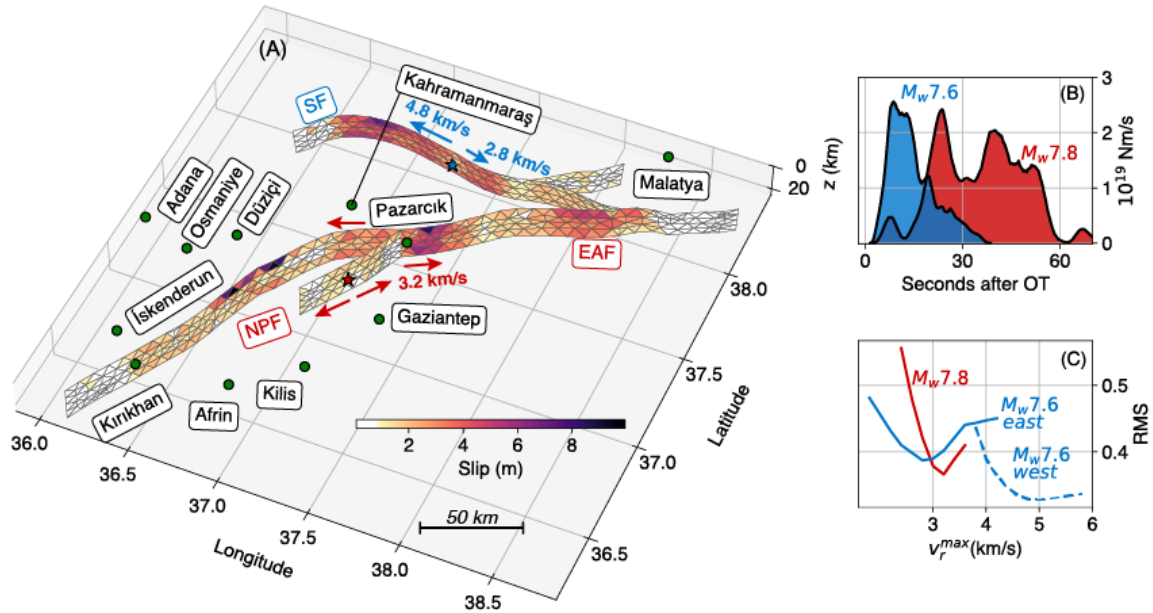 (A)
Kahramanmaraş
SF
4.8 km/s
2.8 km/s
Malatya
0
20
z (km)
Adana
Osmaniye
Düziçi
Pazarcık
EAF
İskenderun
NPF
3.2 km/s
Gaziantep
Kırıkhan
Afrin
Kilis
2
4
6
8
Slip (m)
50 km
36.0
36.5
37.0
37.5
38.0
38.5
Longitude
36.5
37.0
37.5
38.0
Latitude
(B)
Mw7.6
Mw7.8
0
1
2
3
10¹⁹ Nm/s
0
30
60
Seconds after OT
(C)
Mw7.8
Mw7.6
east
Mw7.6
west
0.5
0.4
RMS
3
4
5
6
v_r^max(km/s)